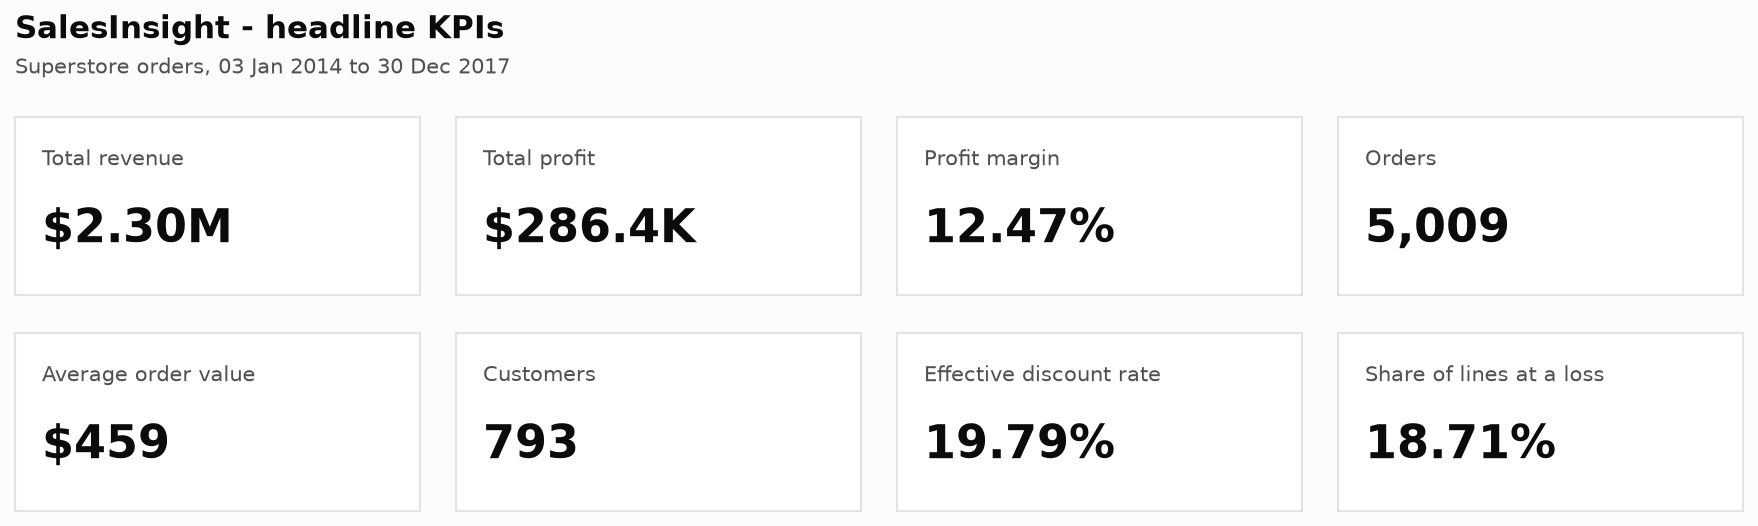 SalesInsight - headline KPIs
Superstore orders, 03 Jan 2014 to 30 Dec 2017
Total revenue
$2.30M
Total profit
$286.4K
Profit margin
12.47%
Orders
5,009
Average order value
$459
Customers
793
Effective discount rate
19.79%
Share of lines at a loss
18.71%